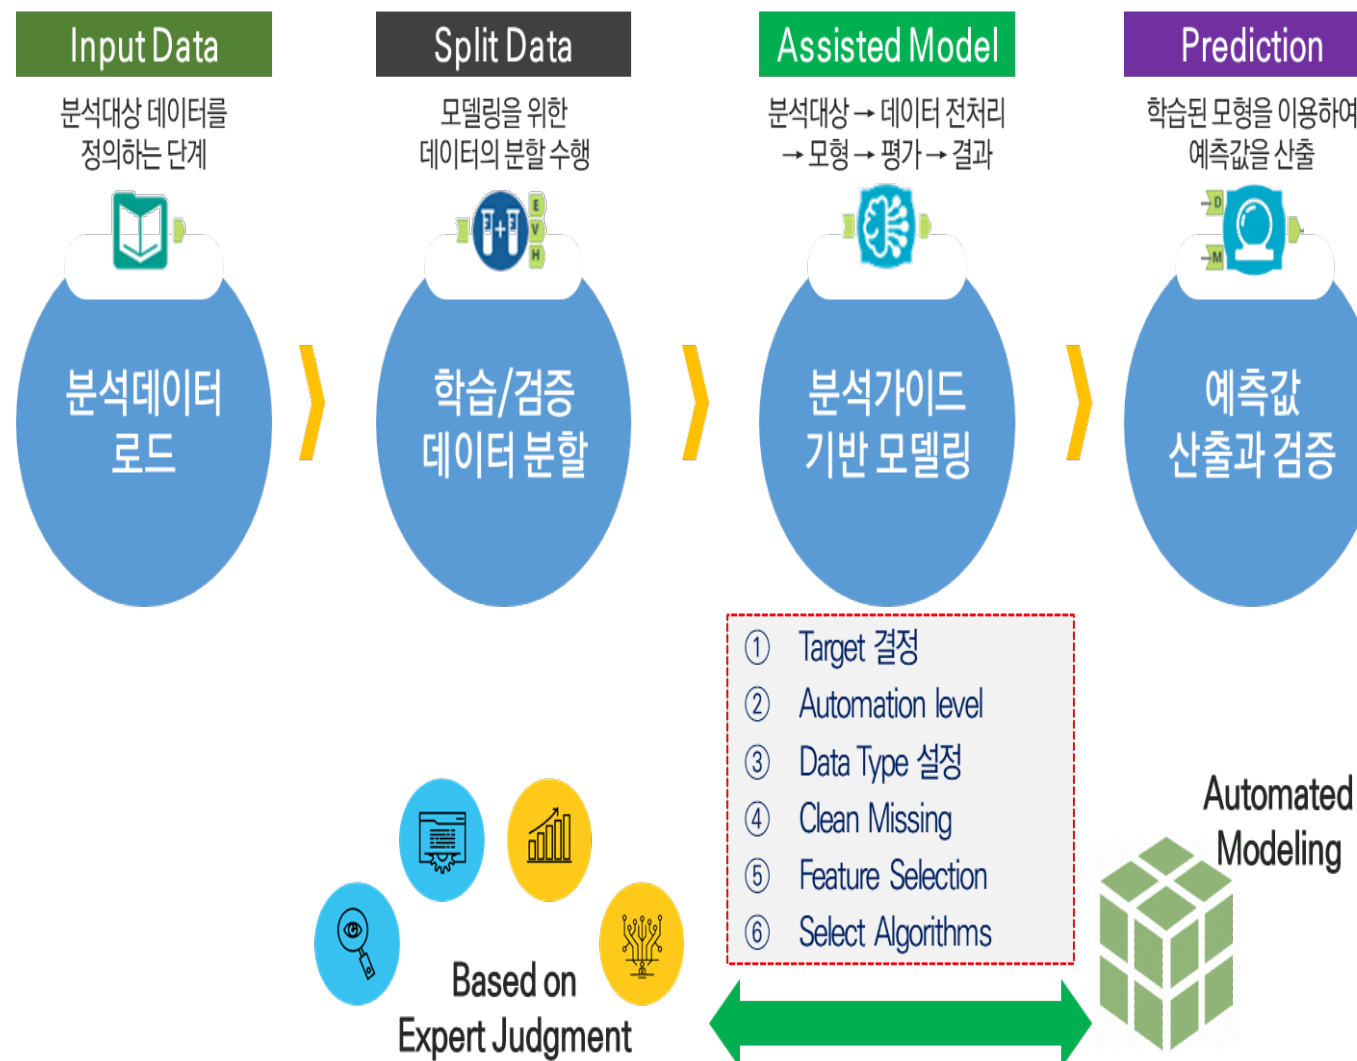 Input Data
분석대상 데이터를
정의하는 단계
분석데이터
로드
Split Data
모델링을 위한
데이터의 분할 수행
E
V
H
학습/검증
데이터 분할
Assisted Model
분석대상 → 데이터 전처리
→ 모형 → 평가 → 결과
분석가이드
기반 모델링
Prediction
학습된 모형을 이용하여
예측값을 산출
D
M
예측값
산출과 검증
① Target 결정
② Automation level
③ Data Type 설정
④ Clean Missing
⑤ Feature Selection
⑥ Select Algorithms
Based on
Expert Judgment
Automated
Modeling